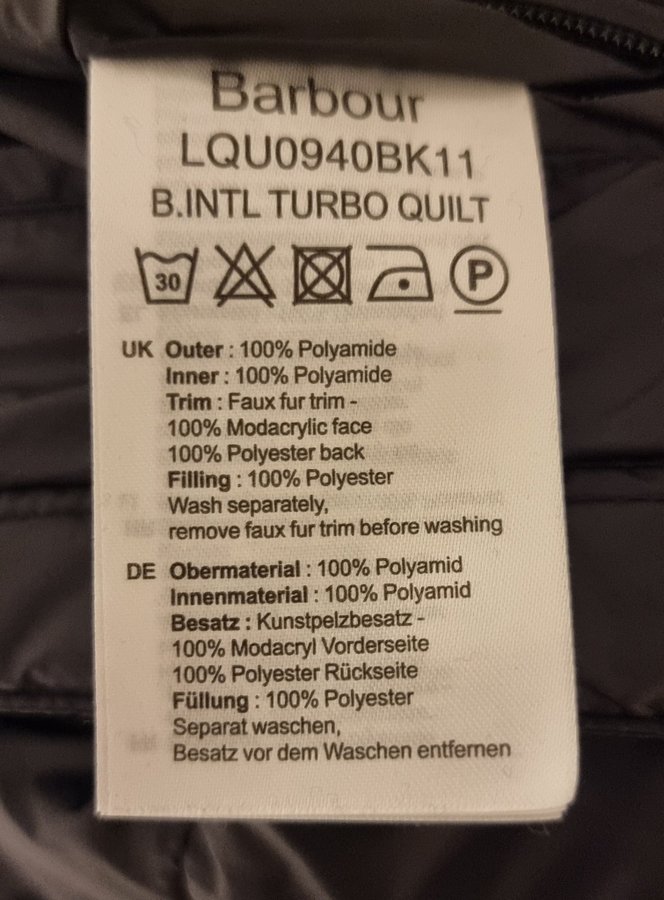 Barbour
LQU0940BK11
B.INTL TURBO QUILT
30 P
UK Outer : 100% Polyamide
Inner : 100% Polyamide
Trim : Faux fur trim -
100% Modacrylic face
100% Polyester back
Filling : 100% Polyester
Wash separately,
remove faux fur trim before washing
DE Obermaterial : 100% Polyamid
Innenmaterial : 100% Polyamid
Besatz : Kunstpelzbesatz -
100% Modacryl Vorderseite
100% Polyester Rückseite
Füllung : 100% Polyester
Separat waschen,
Besatz vor dem Waschen entfernen